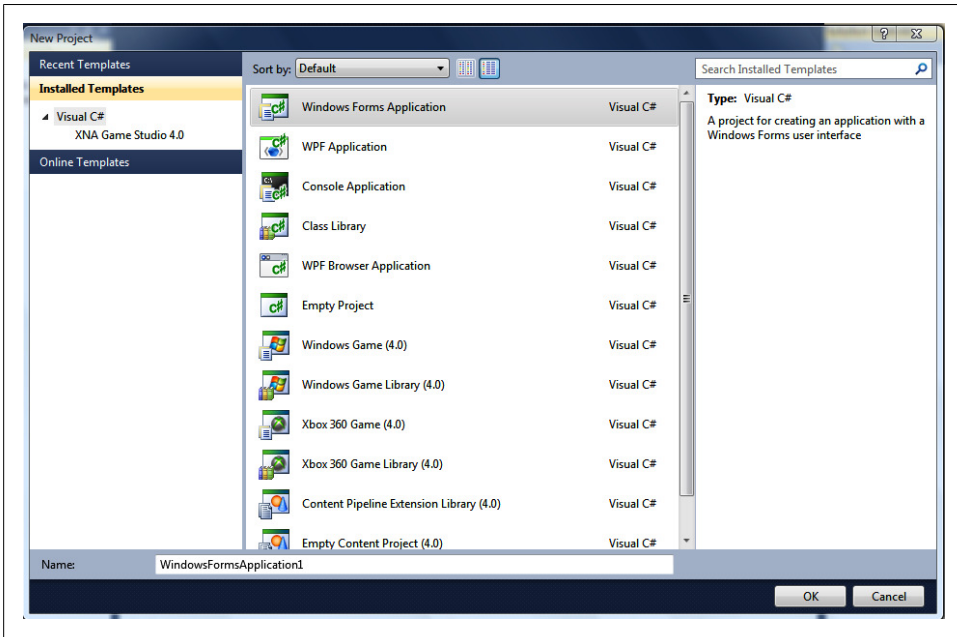 New Project
Recent Templates
Installed Templates
Visual C#
XNA Game Studio 4.0
Online Templates
Sort by: Default
Search Installed Templates
Windows Forms Application Visual C#
WPF Application Visual C#
Console Application Visual C#
Class Library Visual C#
WPF Browser Application Visual C#
Empty Project Visual C#
Windows Game (4.0) Visual C#
Windows Game Library (4.0) Visual C#
Xbox 360 Game (4.0) Visual C#
Xbox 360 Game Library (4.0) Visual C#
Content Pipeline Extension Library (4.0) Visual C#
Empty Content Project (4.0) Visual C#
Type: Visual C#
A project for creating an application with a
Windows Forms user interface
Name: WindowsFormsApplication1
OK Cancel